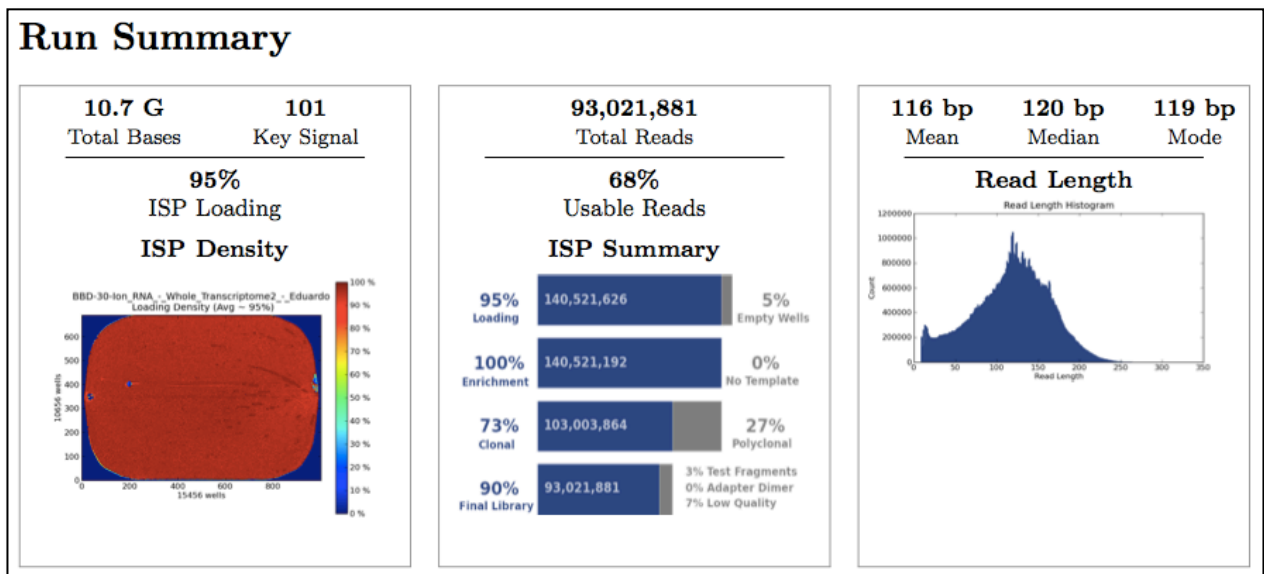 Run Summary
10.7 G 101
Total Bases Key Signal
95%
ISP Loading
ISP Density
BBD-30-Ion_RNA_-_Whole_Transcriptome2_-_Eduardo
Loading Density (Avg ~ 95%)
600
500
400
300
200
100
0
10656 wells
0 200 400 600 800
15456 wells
100 %
90 %
80 %
70 %
60 %
50 %
40 %
30 %
20 %
10 %
0 %
93,021,881
Total Reads
68%
Usable Reads
ISP Summary
95% 140,521,626 5%
Loading Empty Wells
100% 140,521,192 0%
Enrichment No Template
73% 103,003,864 27%
Clonal Polyclonal
90% 93,021,881
Final Library
3% Test Fragments
0% Adapter Dimer
7% Low Quality
116 bp 120 bp 119 bp
Mean Median Mode
Read Length
Read Length Histogram
1200000
1000000
800000
600000
400000
200000
0
Count
0 50 100 150 200 250 300 350
Read Length